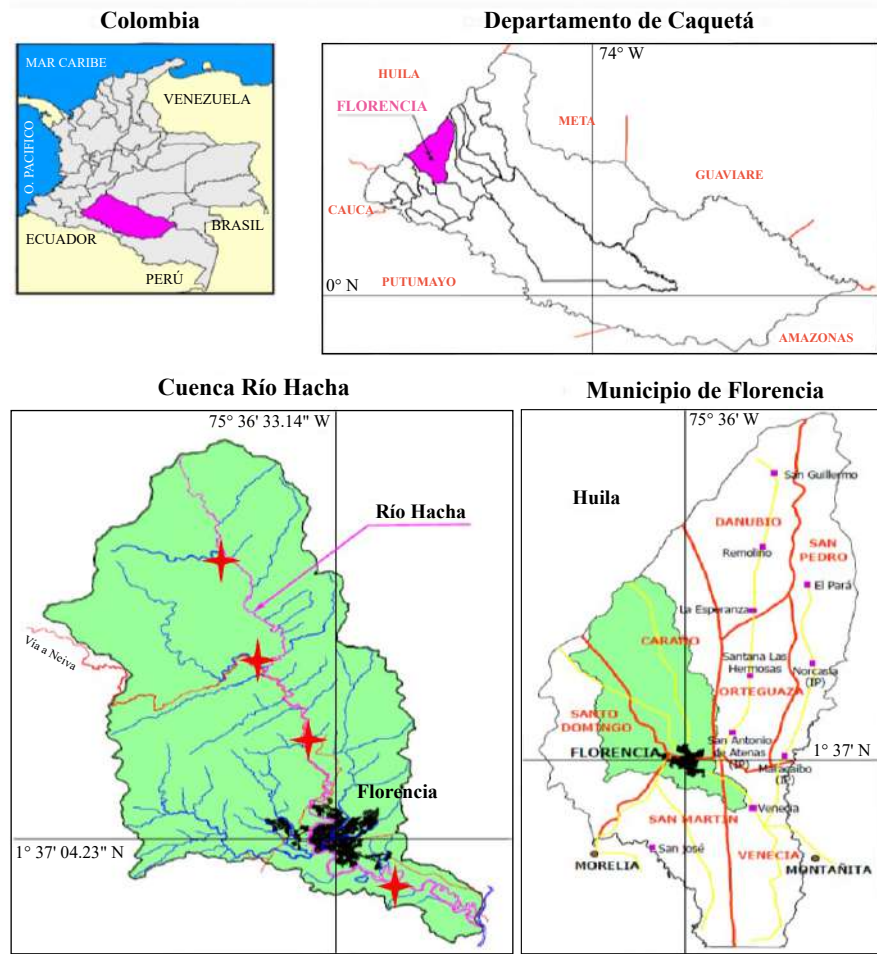 Colombia
MAR CARIBE
VENEZUELA
O. PACIFICO
ECUADOR
BRASIL
PERÚ
Departamento de Caquetá
74° W
HUILA
FLORENCIA
META
GUAVIARE
CAUCA
PUTUMAYO
0° N
AMAZONAS
Cuenca Río Hacha
75° 36' 33.14" W
Río Hacha
Vía a Neiva
Florencia
1° 37' 04.23" N
Municipio de Florencia
75° 36' W
Huila
San Guillermo
DANUBIO
Remolino
SAN
PEDRO
El Pará
La Esperanza
CARAÑO
Santana Las
Hermosas
Norcasia
(IP)
ORTEGUAZA
SANTO
DOMINGO
FLORENCIA
San Antonio
de Atenas
(IP)
1° 37' N
Maracaibo
(IP)
Venecia
SAN MARTIN
San José
VENECIA
MORELIA
MONTAÑITA